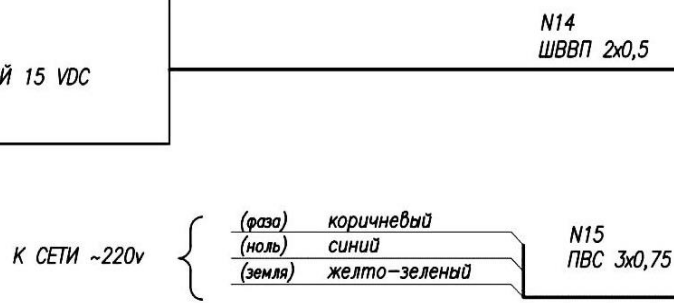 N14
ШВВП 2х0,5
Й 15 VDC
(фаза) коричневый
(ноль) синий
(земля) желто-зеленый
К СЕТИ ~220v
N15
ПВС 3х0,75